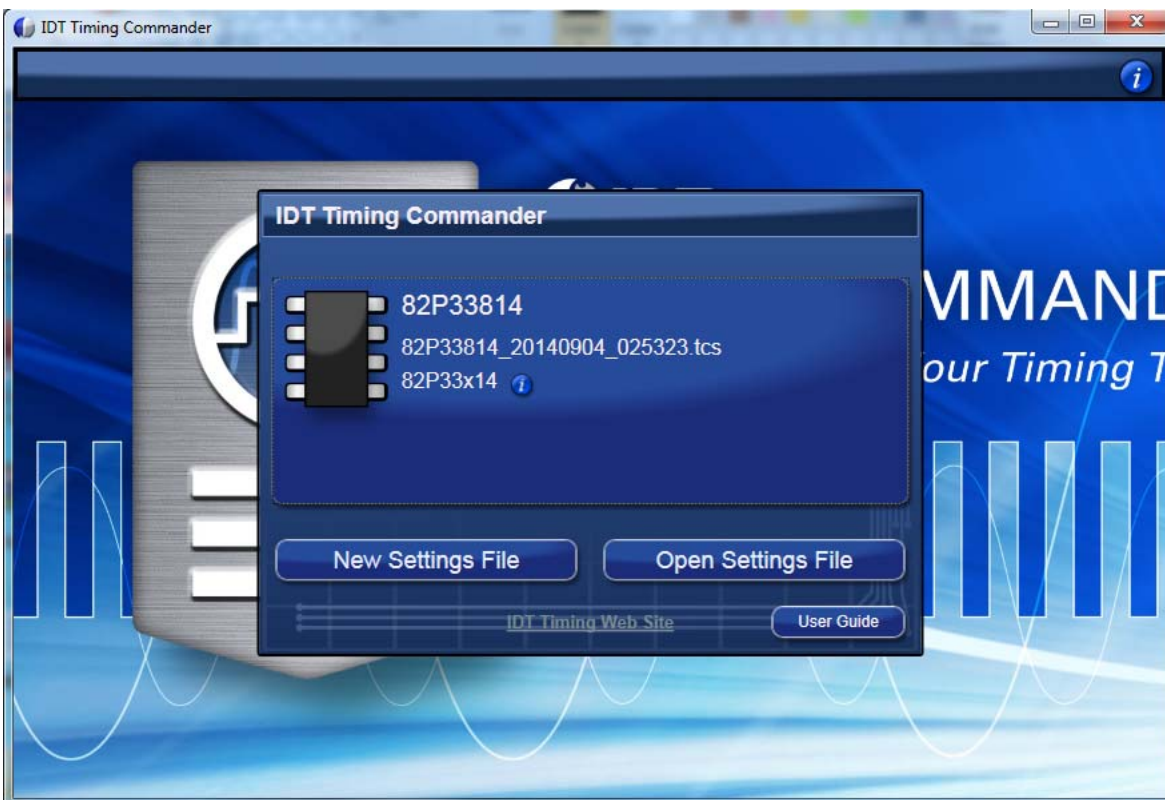 IDT Timing Commander
IDT Timing Commander
82P33814
82P33814_20140904_025323.tcs
82P33x14
New Settings File
Open Settings File
IDT Timing Web Site
User Guide
MMAND
our Timing T